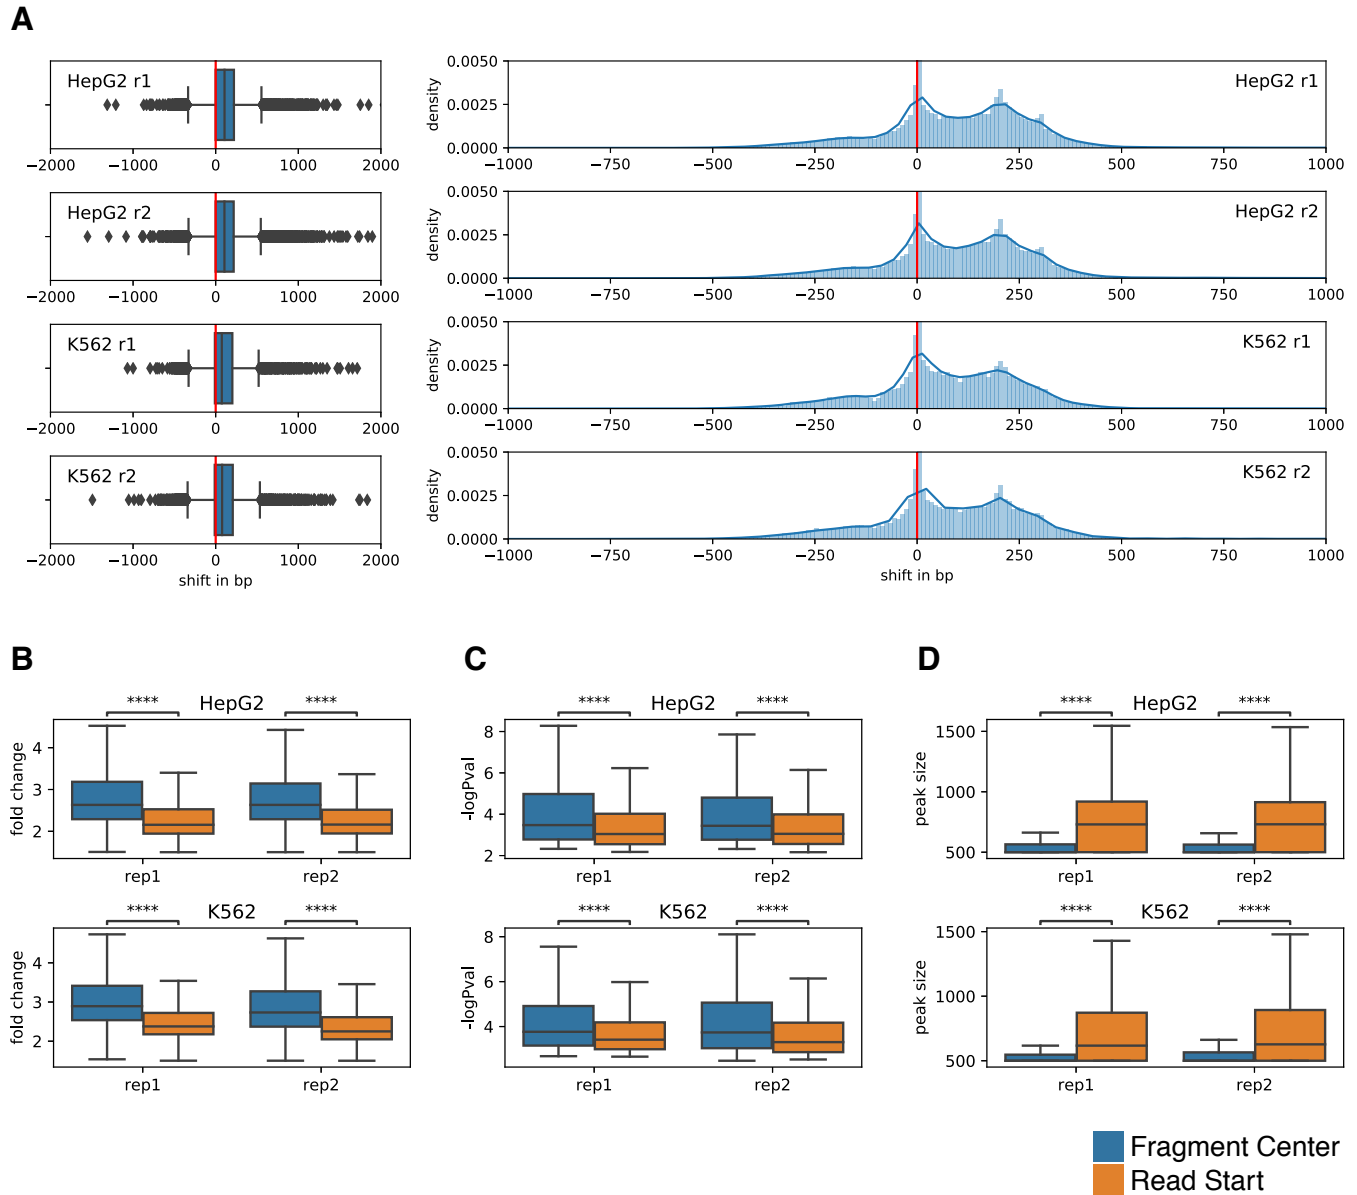 A
HepG2 r1
−2000 −1000 0 1000 2000
HepG2 r2
−2000 −1000 0 1000 2000
K562 r1
−2000 −1000 0 1000 2000
K562 r2
−2000 −1000 0 1000 2000
shift in bp
density
0.0050
0.0025
0.0000
HepG2 r1
−1000 −750 −500 −250 0 250 500 750 1000
density
0.0050
0.0025
0.0000
HepG2 r2
−1000 −750 −500 −250 0 250 500 750 1000
density
0.0050
0.0025
0.0000
K562 r1
−1000 −750 −500 −250 0 250 500 750 1000
density
0.0050
0.0025
0.0000
K562 r2
−1000 −750 −500 −250 0 250 500 750 1000
shift in bp
B
**** HepG2 ****
fold change
4
3
2
rep1 rep2
**** K562 ****
fold change
4
3
2
rep1 rep2
C
**** HepG2 ****
-logPval
8
6
4
2
rep1 rep2
**** K562 ****
-logPval
8
6
4
rep1 rep2
D
**** HepG2 ****
peak size
1500
1000
500
rep1 rep2
**** K562 ****
peak size
1500
1000
500
rep1 rep2
Fragment Center
Read Start